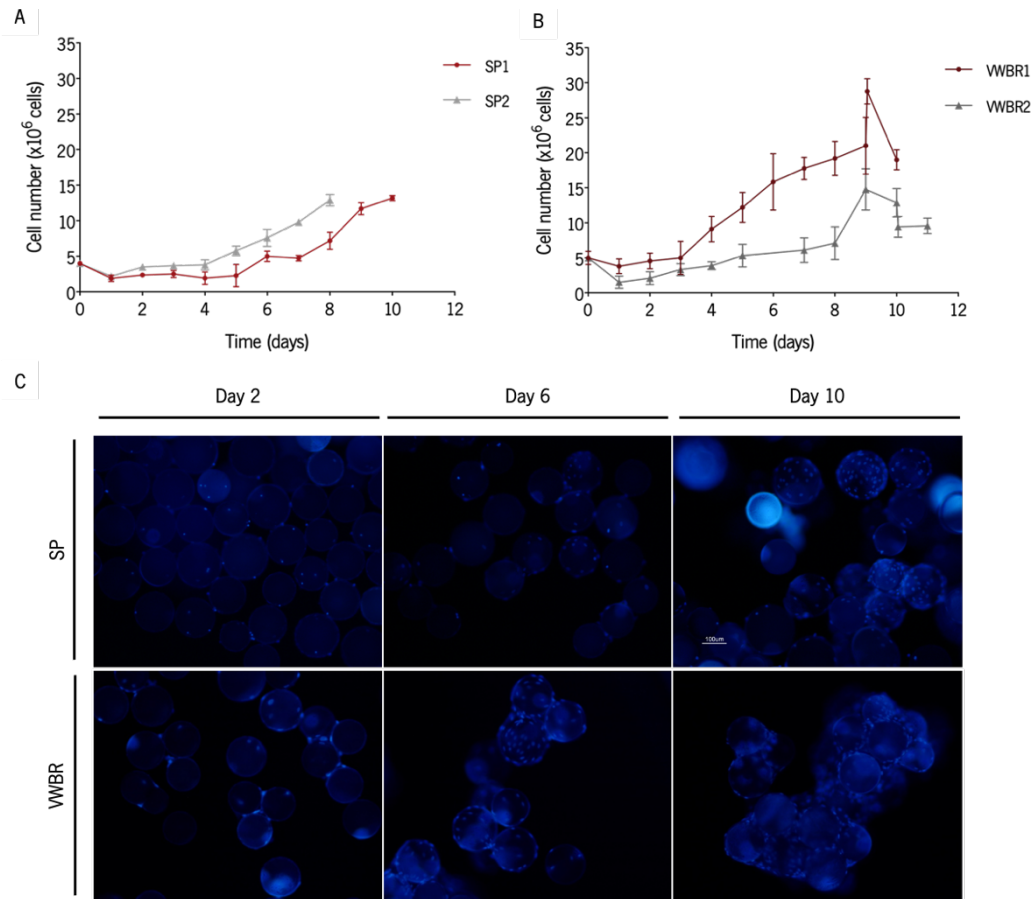 A
35
30
25
20
15
10
5
0
0 2 4 6 8 10 12
Cell number (x10⁶ cells)
Time (days)
SP1
SP2
B
35
30
25
20
15
10
5
0
0 2 4 6 8 10 12
Cell number (x10⁶ cells)
Time (days)
VWBR1
VWBR2
C
Day 2 Day 6 Day 10
SP
100μm
VWBR